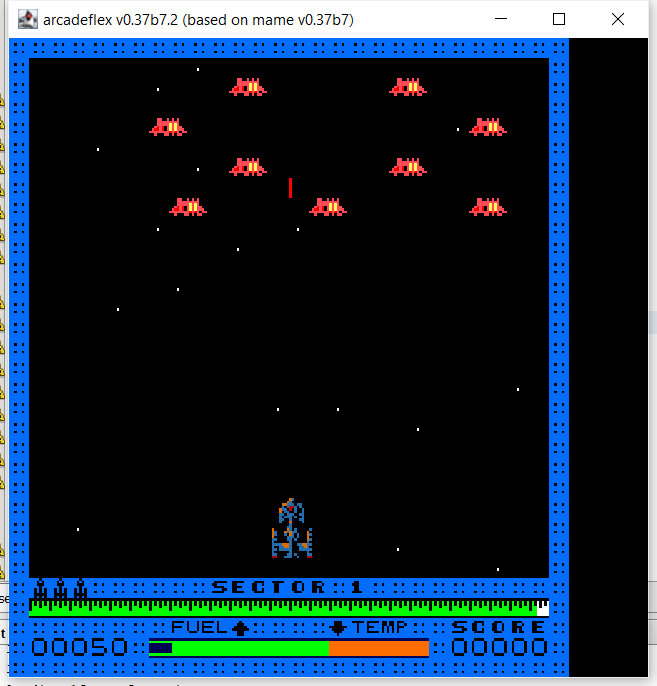 arcadeflex v0.37b7.2 (based on mame v0.37b7)
SECTOR 1
FUEL TEMP SCORE
00050 00000